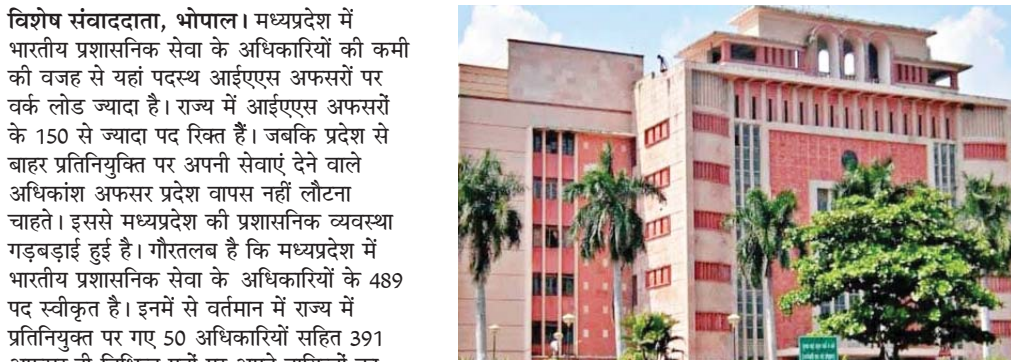 विशेष संवाददाता, भोपाल। मध्यप्रदेश में
भारतीय प्रशासनिक सेवा के अधिकारियों की कमी
की वजह से यहां पदस्थ आईएएस अफसरों पर
वर्क लोड ज्यादा है। राज्य में आईएएस अफसरों
के 150 से ज्यादा पद रिक्त हैं। जबकि प्रदेश से
बाहर प्रतिनियुक्ति पर अपनी सेवाएं देने वाले
अधिकांश अफसर प्रदेश वापस नहीं लौटना
चाहते। इससे मध्यप्रदेश की प्रशासनिक व्यवस्था
गड़बड़ाई हुई है। गौरतलब है कि मध्यप्रदेश में
भारतीय प्रशासनिक सेवा के अधिकारियों के 489
पद स्वीकृत है। इनमें से वर्तमान में राज्य में
प्रतिनियुक्त पर गए 50 अधिकारियों सहित 391